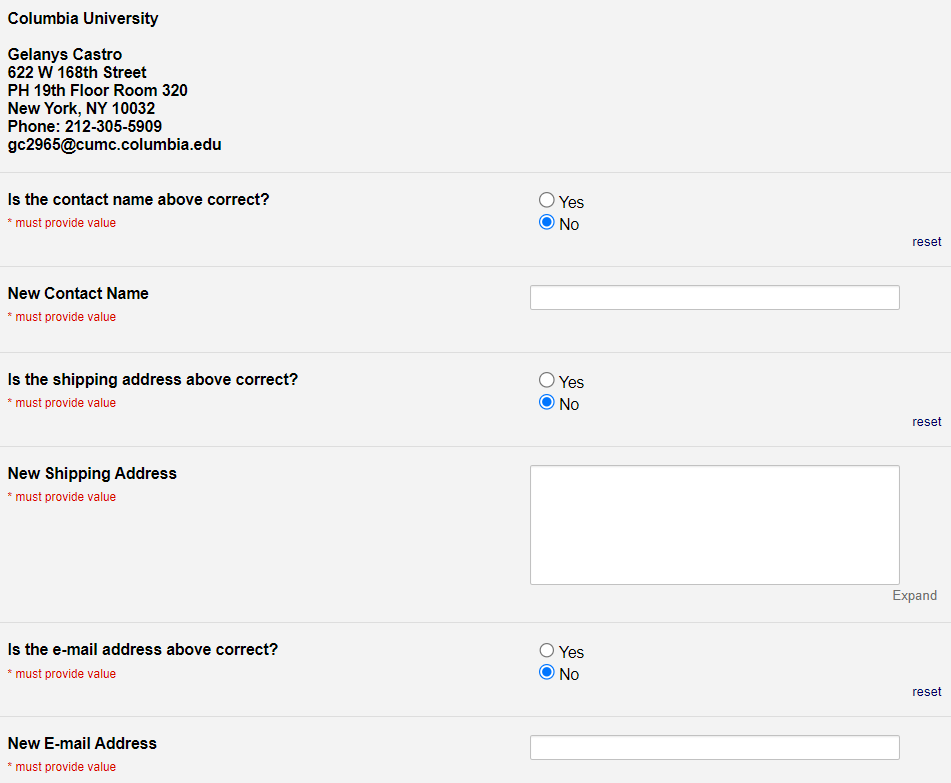 Columbia University
Gelanys Castro
622 W 168th Street
PH 19th Floor Room 320
New York, NY 10032
Phone: 212-305-5909
gc2965@cumc.columbia.edu
Is the contact name above correct?
* must provide value
Yes
No
reset
New Contact Name
* must provide value
Is the shipping address above correct?
* must provide value
Yes
No
reset
New Shipping Address
* must provide value
Expand
Is the e-mail address above correct?
* must provide value
Yes
No
reset
New E-mail Address
* must provide value